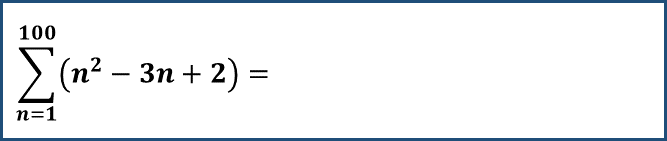 100
∑(n² − 3n + 2) =
n=1